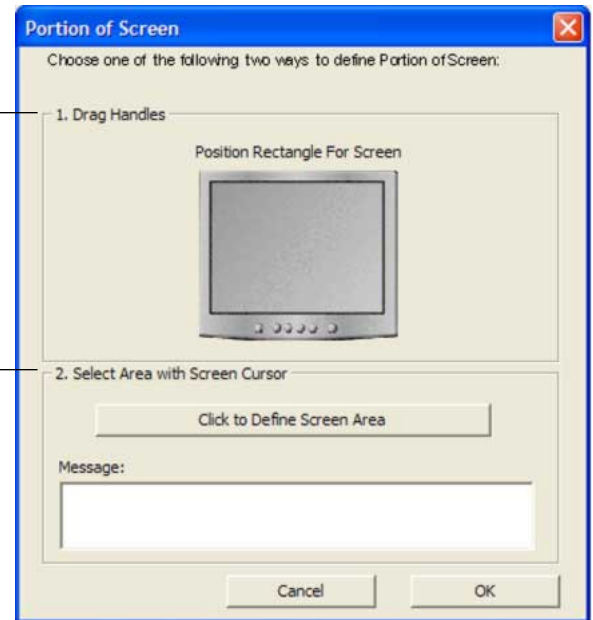 Portion of Screen
Choose one of the following two ways to define Portion of Screen:
1. Drag Handles
Position Rectangle For Screen
2. Select Area with Screen Cursor
Click to Define Screen Area
Message:
Cancel
OK